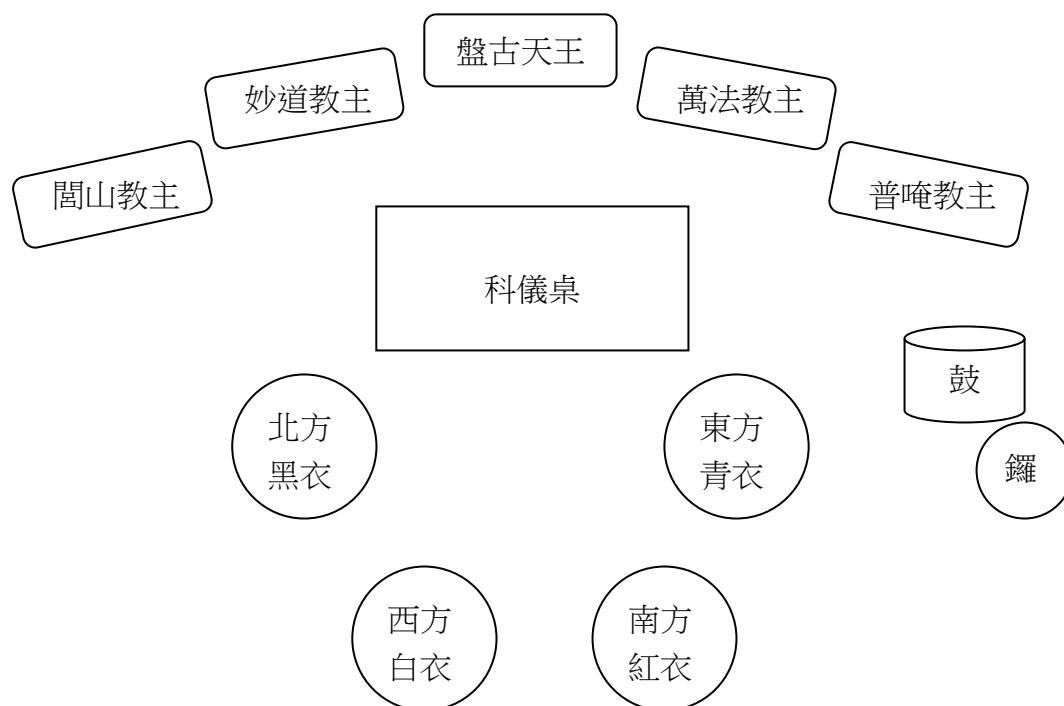 盤古天王
妙道教主
萬法教主
閭山教主
普唵教主
科儀桌
鼓
鑼
北方
黑衣
東方
青衣
西方
白衣
南方
紅衣